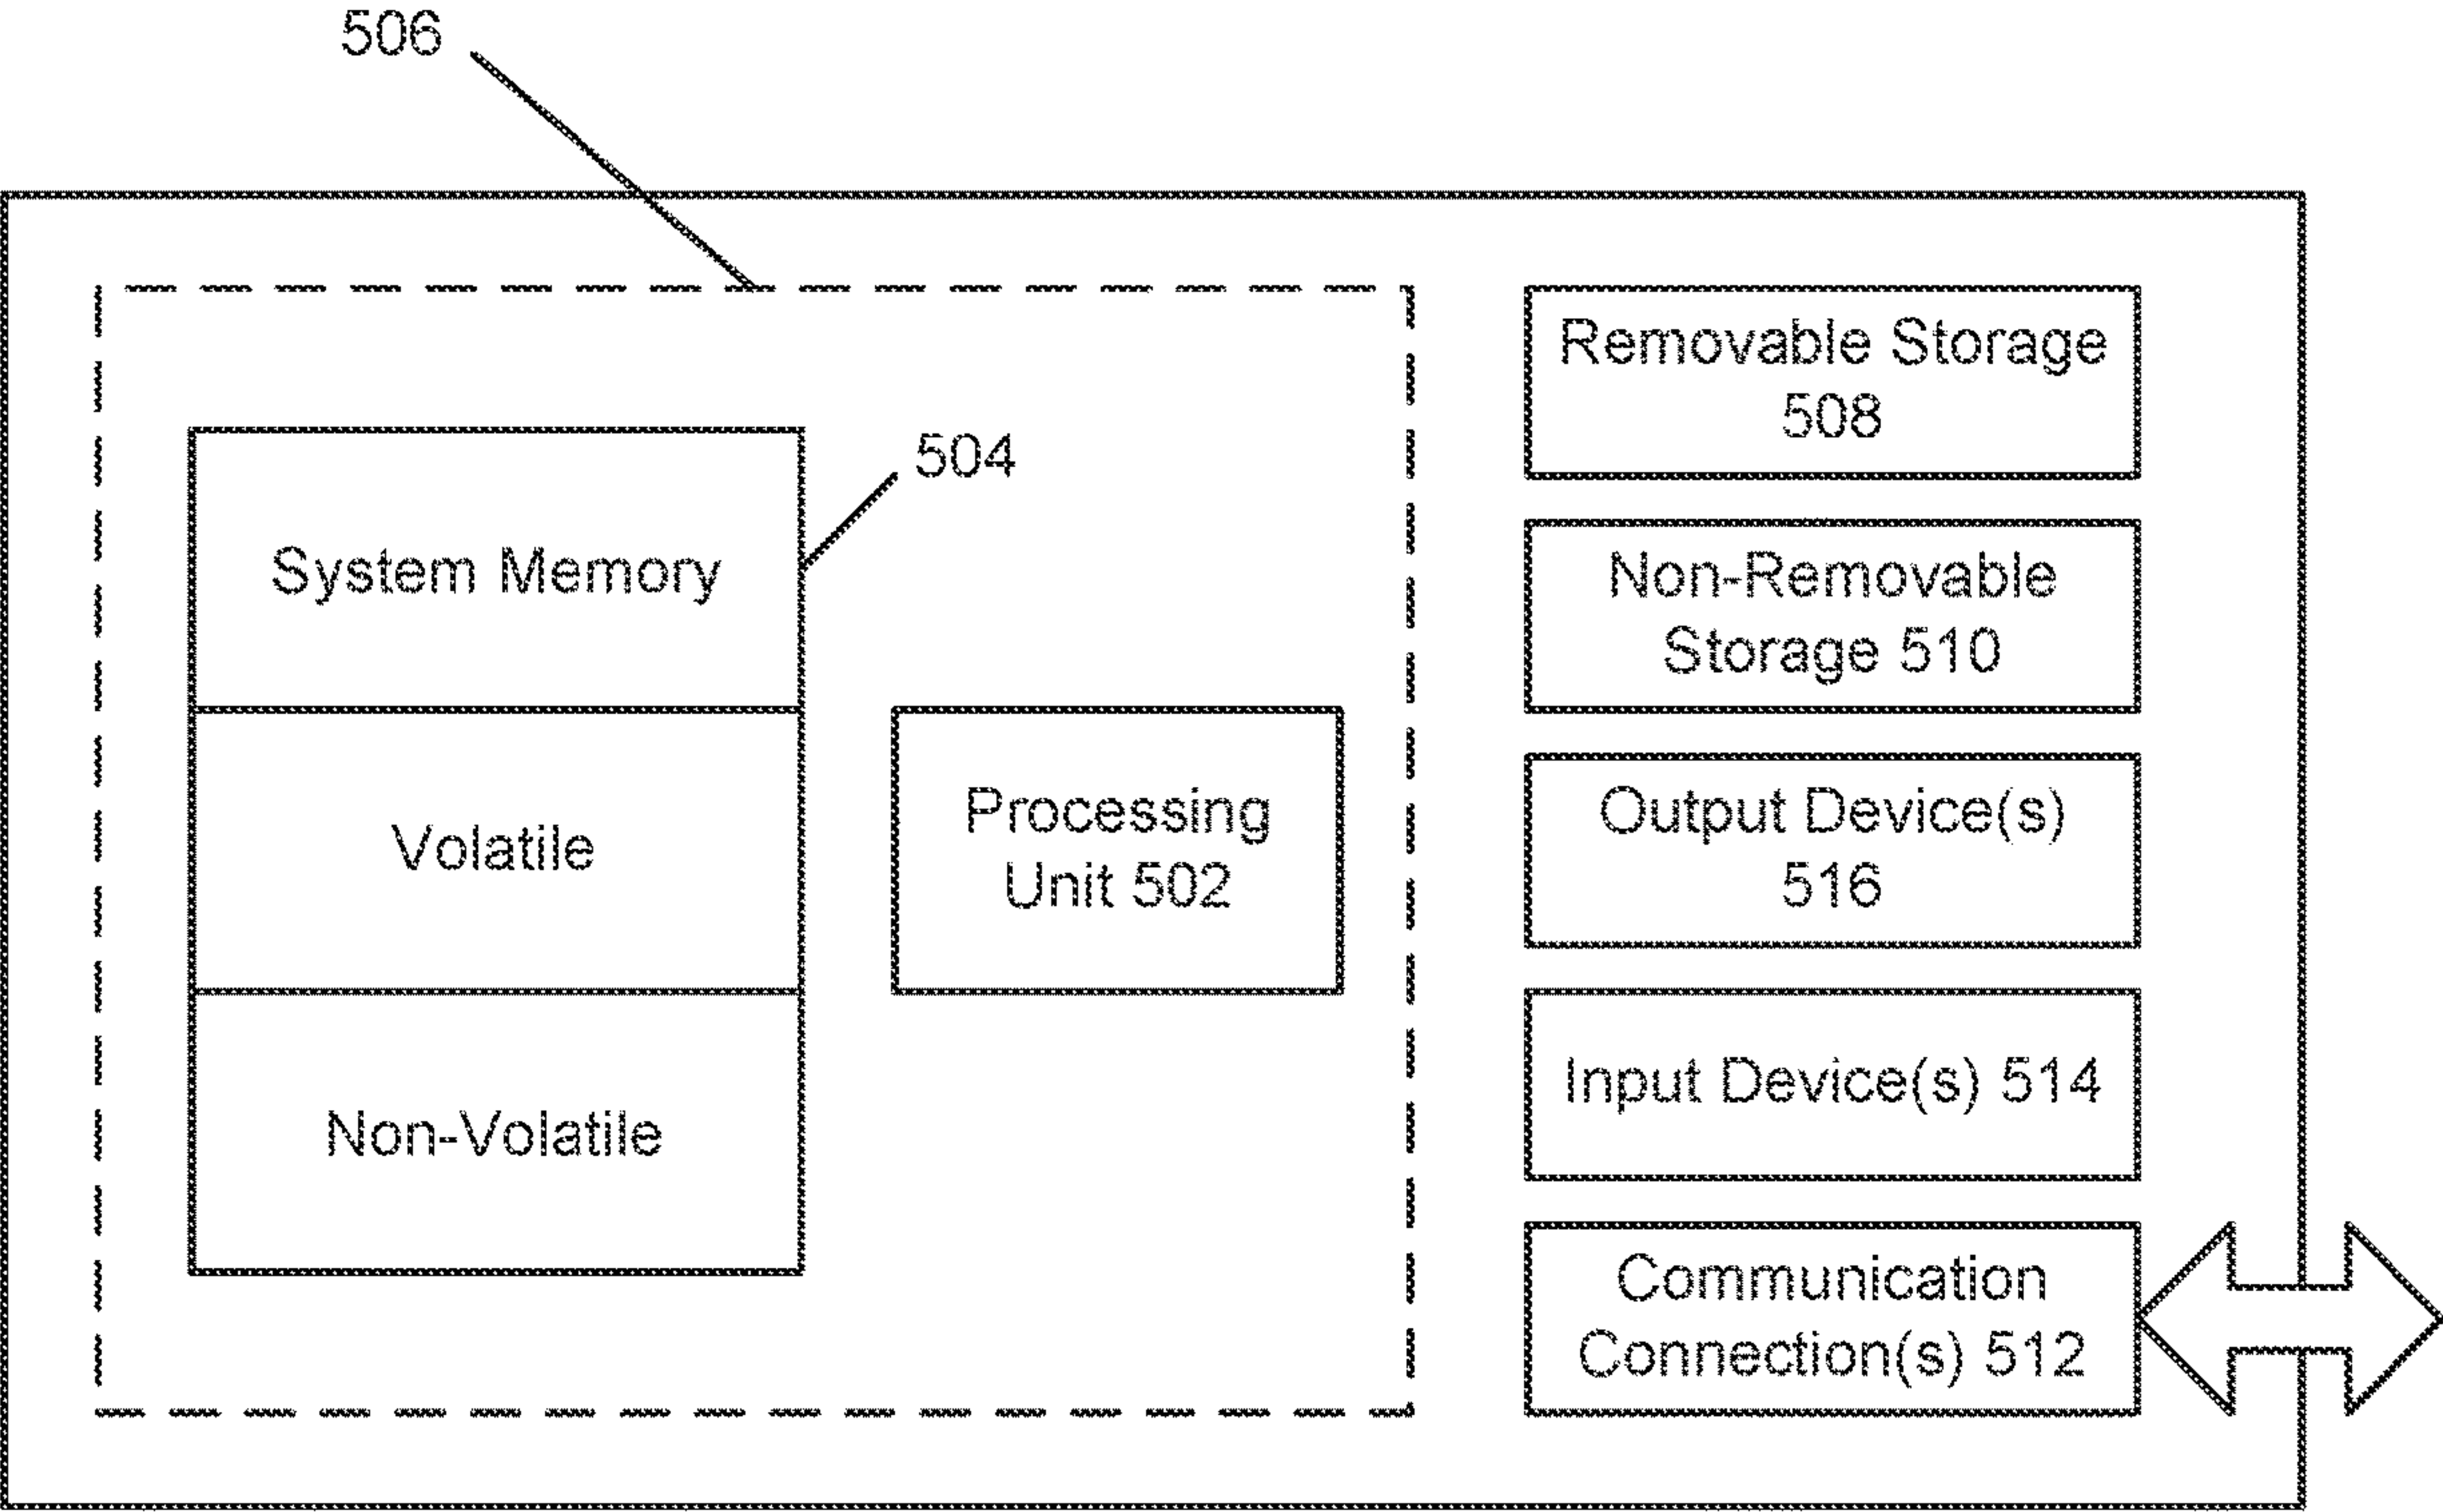 506
504
System Memory
Volatile
Non-Volatile
Processing
Unit 502
Removable Storage
508
Non-Removable
Storage 510
Output Device(s)
516
Input Device(s) 514
Communication
Connection(s) 512